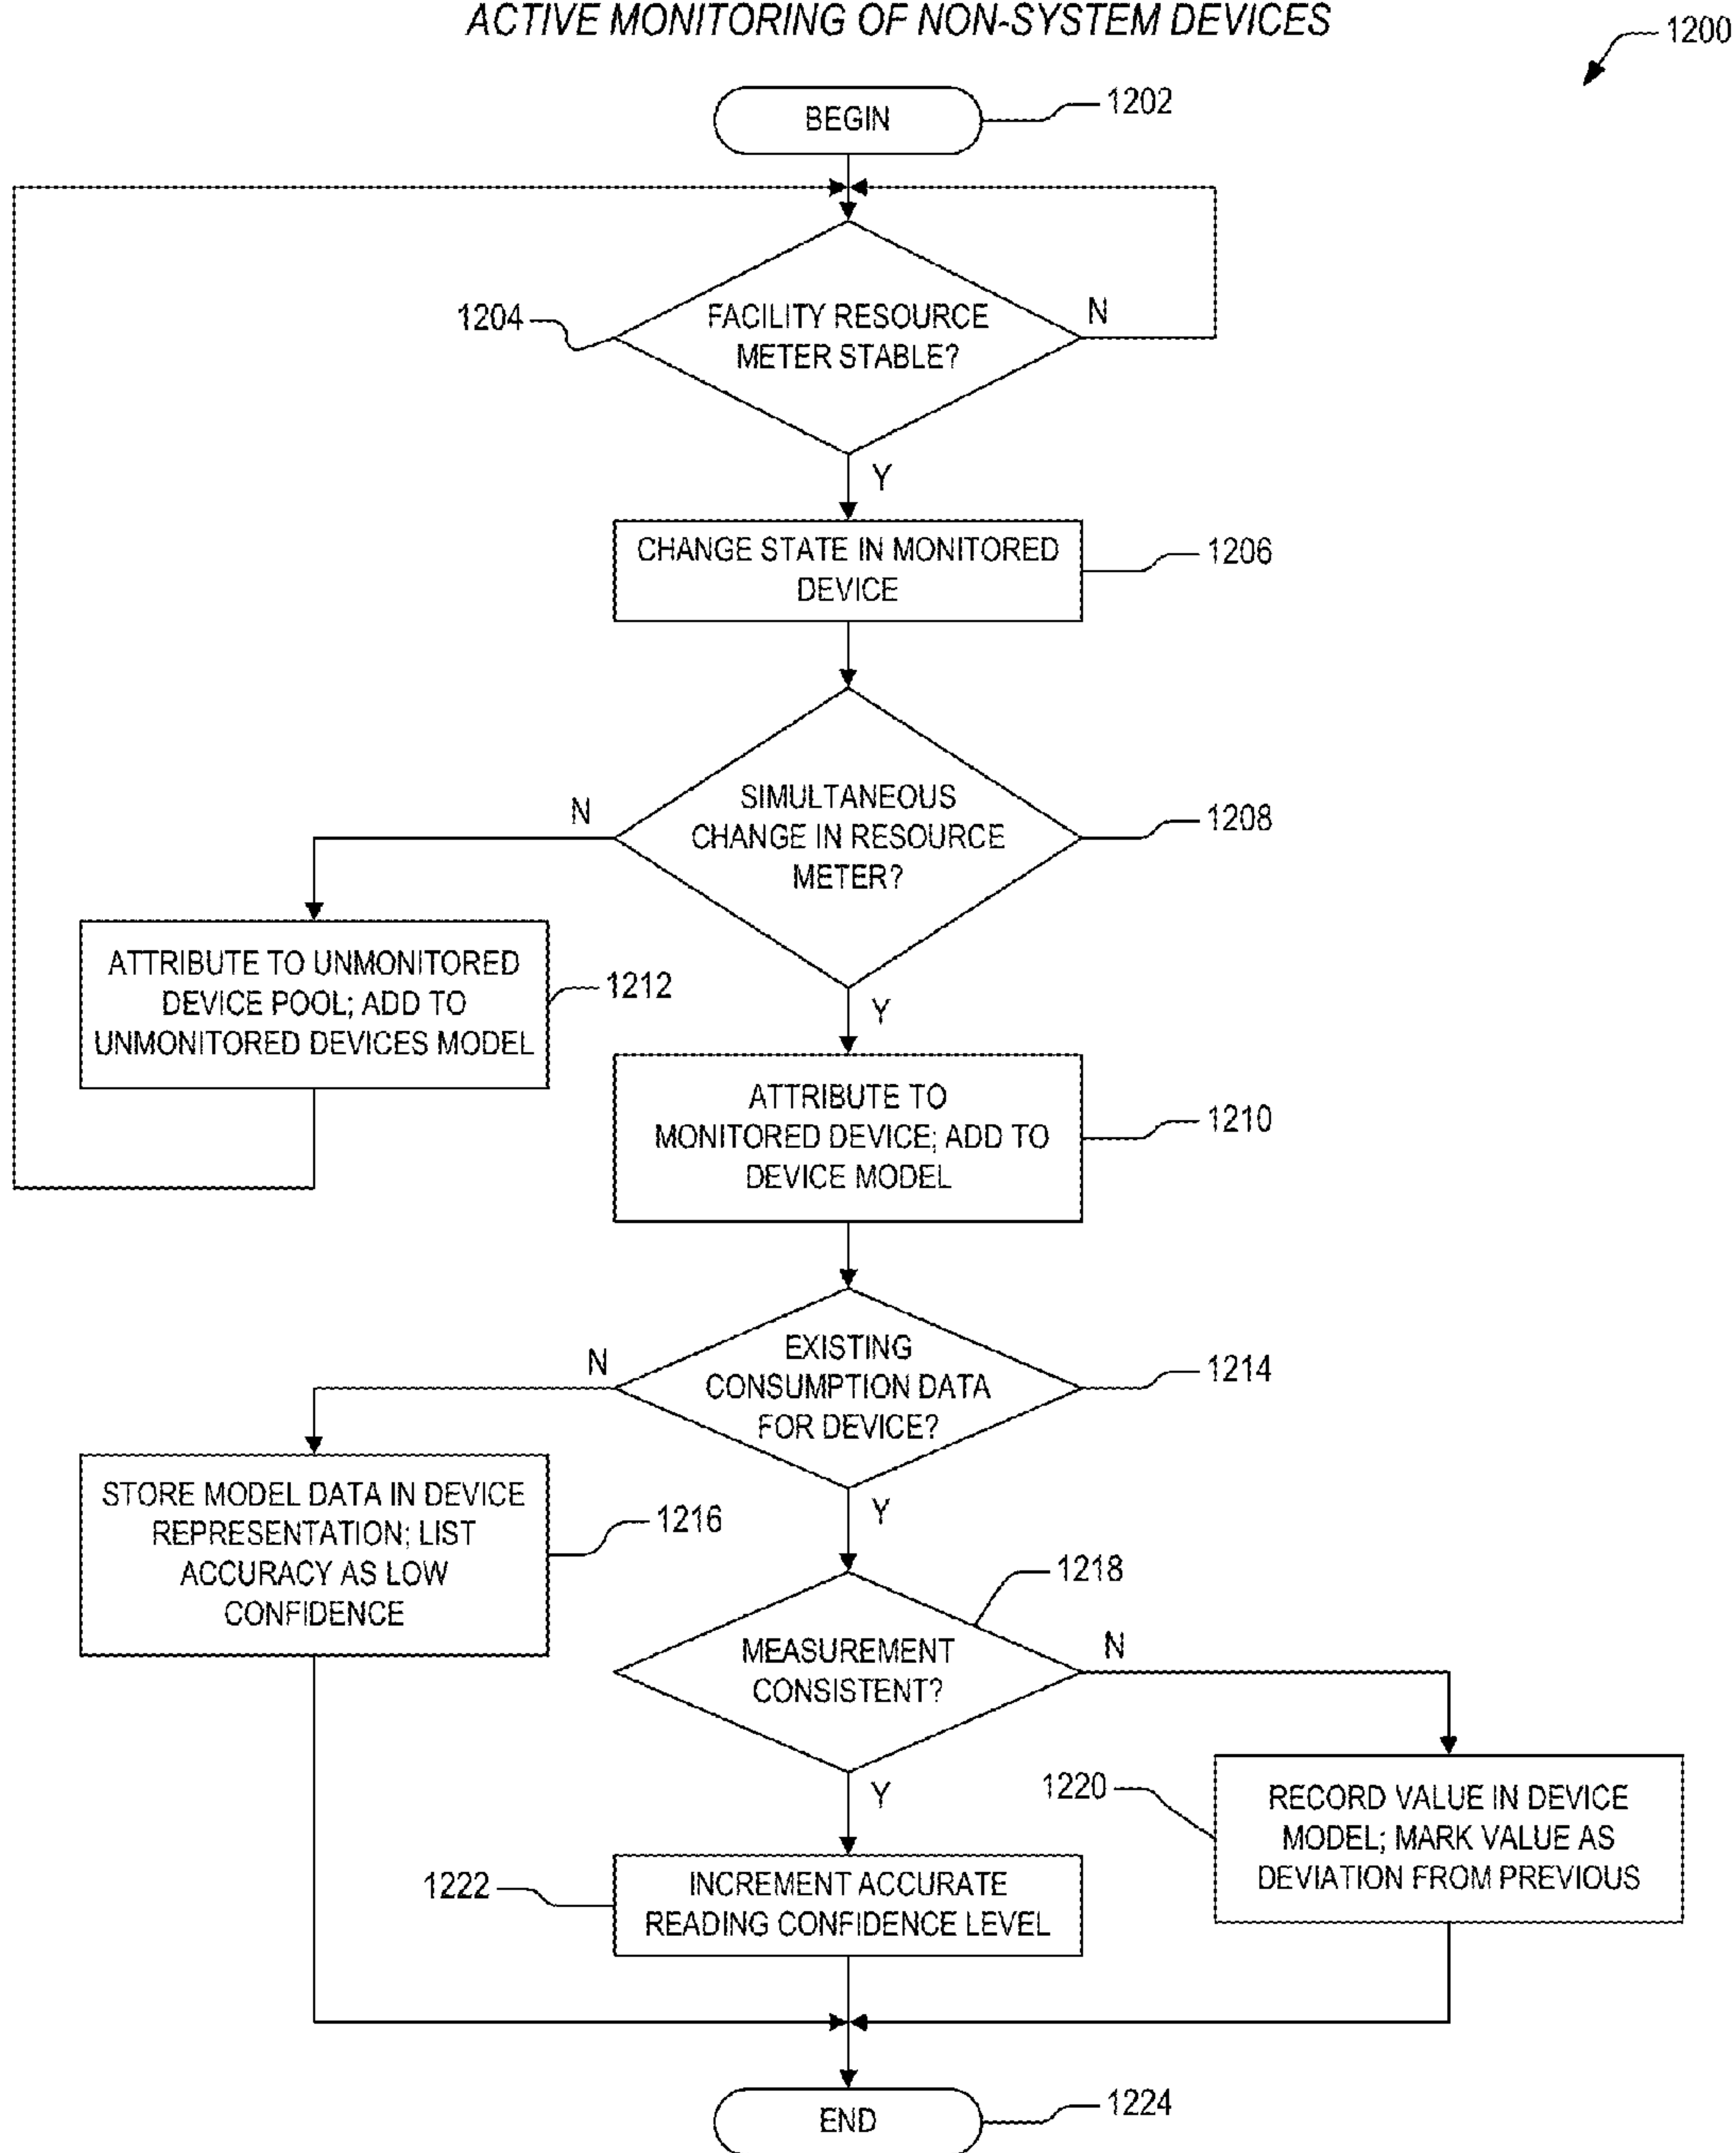 ACTIVE MONITORING OF NON-SYSTEM DEVICES
1200
BEGIN
1202
1204
FACILITY RESOURCE
METER STABLE?
N
Y
CHANGE STATE IN MONITORED
DEVICE
1206
N
SIMULTANEOUS
CHANGE IN RESOURCE
METER?
1208
Y
ATTRIBUTE TO UNMONITORED
DEVICE POOL; ADD TO
UNMONITORED DEVICES MODEL
1212
ATTRIBUTE TO
MONITORED DEVICE; ADD TO
DEVICE MODEL
1210
N
EXISTING
CONSUMPTION DATA
FOR DEVICE?
1214
Y
STORE MODEL DATA IN DEVICE
REPRESENTATION; LIST
ACCURACY AS LOW
CONFIDENCE
1216
1218
MEASUREMENT
CONSISTENT?
N
Y
1220
RECORD VALUE IN DEVICE
MODEL; MARK VALUE AS
DEVIATION FROM PREVIOUS
1222
INCREMENT ACCURATE
READING CONFIDENCE LEVEL
END
1224